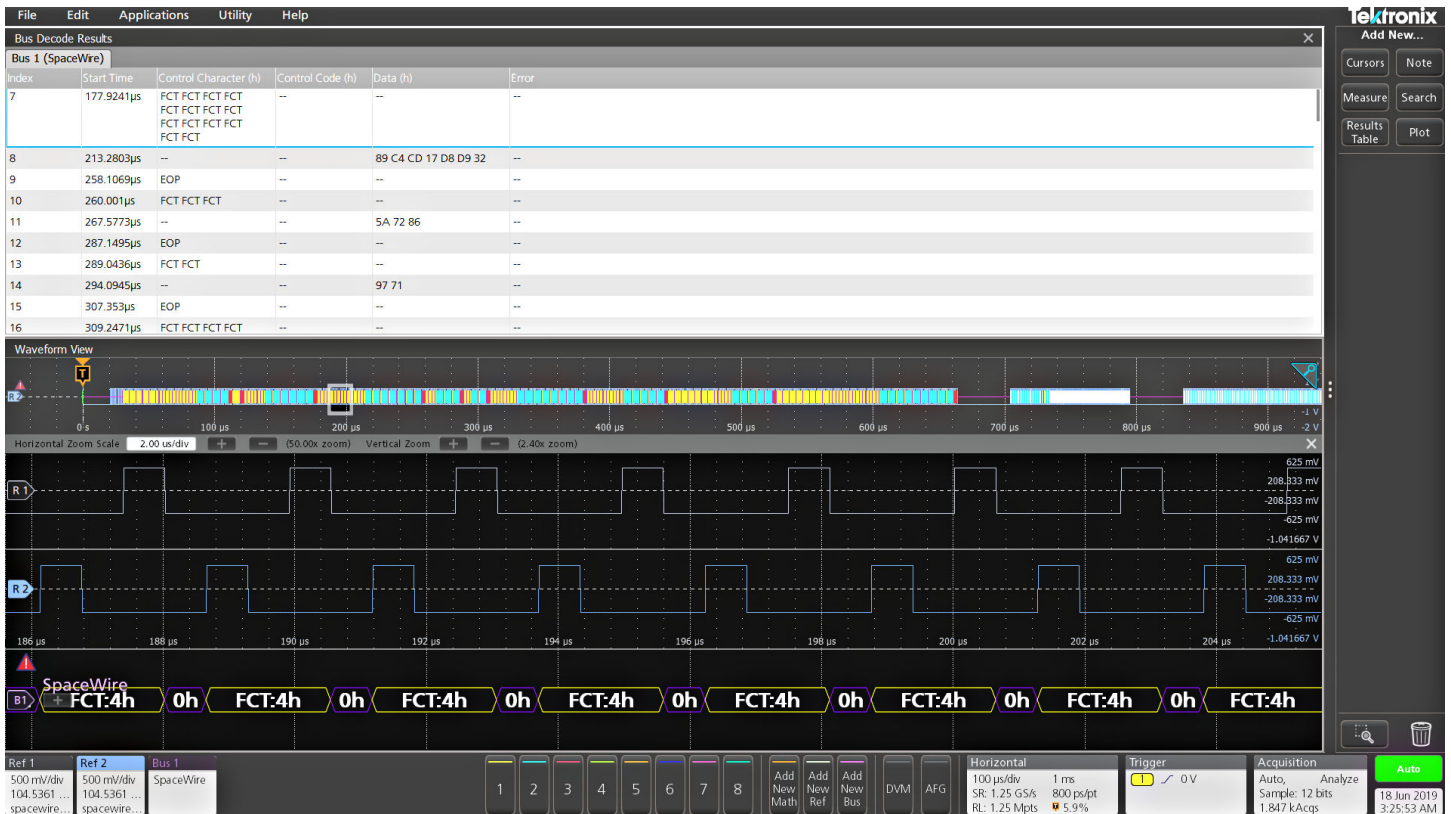 File Edit Applications Utility Help
Tektronix
Add New...
Bus Decode Results
Bus 1 (SpaceWire)
Index Start Time Control Character (h) Control Code (h) Data (h) Error
7 177.9241µs FCT FCT FCT FCT -- -- --
FCT FCT FCT FCT
FCT FCT FCT FCT
FCT FCT
8 213.2803µs -- -- 89 C4 CD 17 D8 D9 32 --
9 258.1069µs EOP -- -- --
10 260.001µs FCT FCT FCT -- -- --
11 267.5773µs -- -- 5A 72 86 --
12 287.1495µs EOP -- -- --
13 289.0436µs FCT FCT -- -- --
14 294.0945µs -- -- 97 71 --
15 307.353µs EOP -- -- --
16 309.2471µs FCT FCT FCT FCT -- -- --
Cursors Note
Measure Search
Results Table Plot
Waveform View
T
R 2
-1 V
0 s 100 µs 200 µs 300 µs 400 µs 500 µs 600 µs 700 µs 800 µs 900 µs -2 V
Horizontal Zoom Scale 2.00 us/div + - (50.00x zoom) Vertical Zoom + - (2.40x zoom)
625 mV
208.333 mV
R 1
-208.333 mV
-625 mV
-1.041667 V
625 mV
208.333 mV
R 2
-208.333 mV
-625 mV
186 µs 188 µs 190 µs 192 µs 194 µs 196 µs 198 µs 200 µs 202 µs 204 µs -1.041667 V
SpaceWire
B1 + FCT:4h 0h FCT:4h 0h FCT:4h 0h FCT:4h 0h FCT:4h 0h FCT:4h 0h FCT:4h 0h FCT:4h
Ref 1
500 mV/div
104.5361 ...
spacewire...
Ref 2
500 mV/div
104.5361 ...
spacewire...
Bus 1
SpaceWire
1 2 3 4 5 6 7 8
Add New Math
Add New Ref
Add New Bus
DVM AFG
Horizontal
100 µs/div 1 ms
SR: 1.25 GS/s 800 ps/pt
RL: 1.25 Mpts 5.9%
Trigger
1 0 V
Acquisition
Auto, Analyze
Sample: 12 bits
1.847 kAcqs
Auto
18 Jun 2019
3:25:53 AM